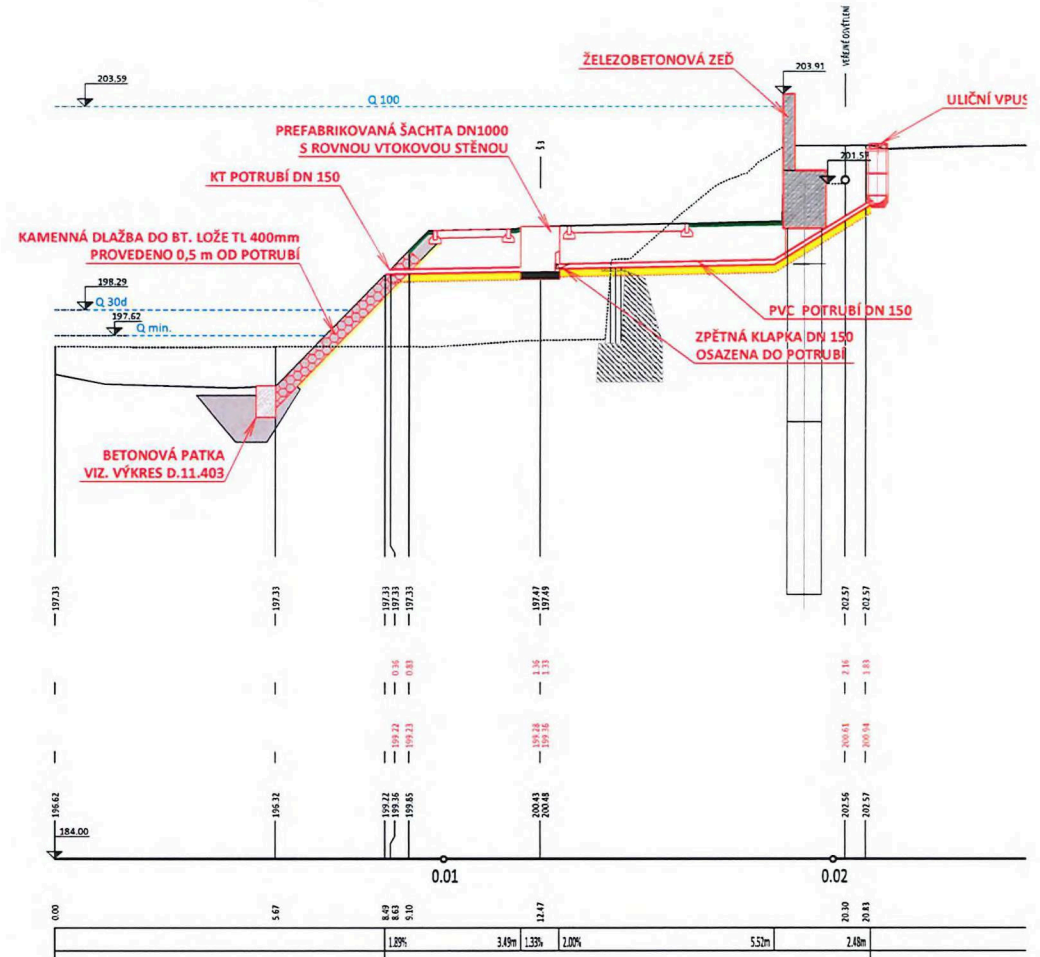 VEŘEJNÉ OSVĚTLENÍ
ŽELEZOBETONOVÁ ZEĎ
203.91
203.59
Q 100
ULIČNÍ VPUS
PREFABRIKOVANÁ ŠACHTA DN1000
S ROVNOU VTOKOVOU STĚNOU
201.57
KT POTRUBÍ DN 150
KAMENNÁ DLAŽBA DO BT. LOŽE TL 400mm
PROVEDENO 0,5 m OD POTRUBÍ
198.29
Q 30d
197.62
Q min.
PVC POTRUBÍ DN 150
ZPĚTNÁ KLAPKA DN 150
OSAZENA DO POTRUBÍ
BETONOVÁ PATKA
VIZ. VÝKRES D.11.403
197.33 197.33 197.33 197.33 197.33 197.47 197.49 202.57 202.57
0.36 0.83 1.36 1.33 2.16 1.83
199.22 199.23 199.28 199.36 200.61 200.94
196.62 196.32 199.22 199.36 199.85 200.43 200.48 202.56 202.57
184.00
0.01 0.02
0.00 5.67 8.49 8.63 9.10 12.47 20.30 20.83
1.89% 3.49m 1.33% 2.00% 5.52m 2.48m